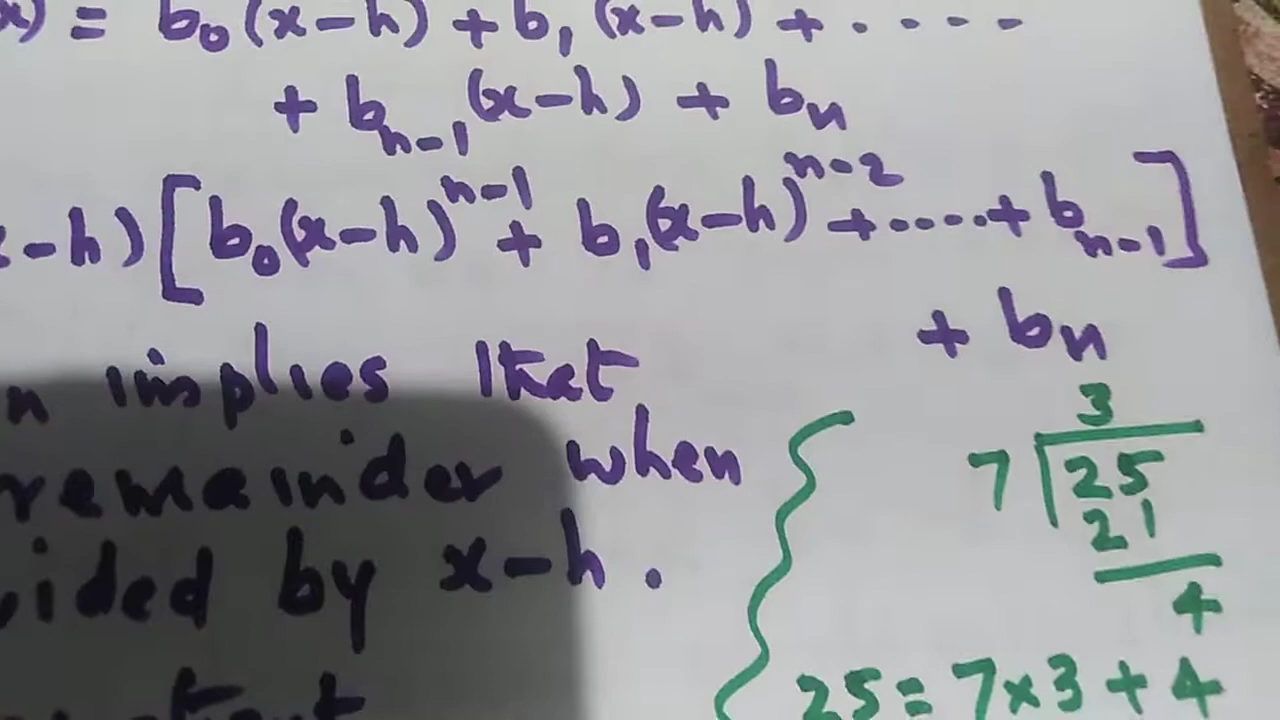 x) = b₀(x-h) + b₁(x-h) + ....
+ bₙ₋₁(x-h) + bₙ
x-h)[b₀(x-h)ⁿ⁻¹ + b₁(x-h)ⁿ⁻² + ..... + bₙ₋₁]
+ bₙ
n implies that
remainder when
vided by x-h.
3
7 25
21
4
25 = 7×3 + 4